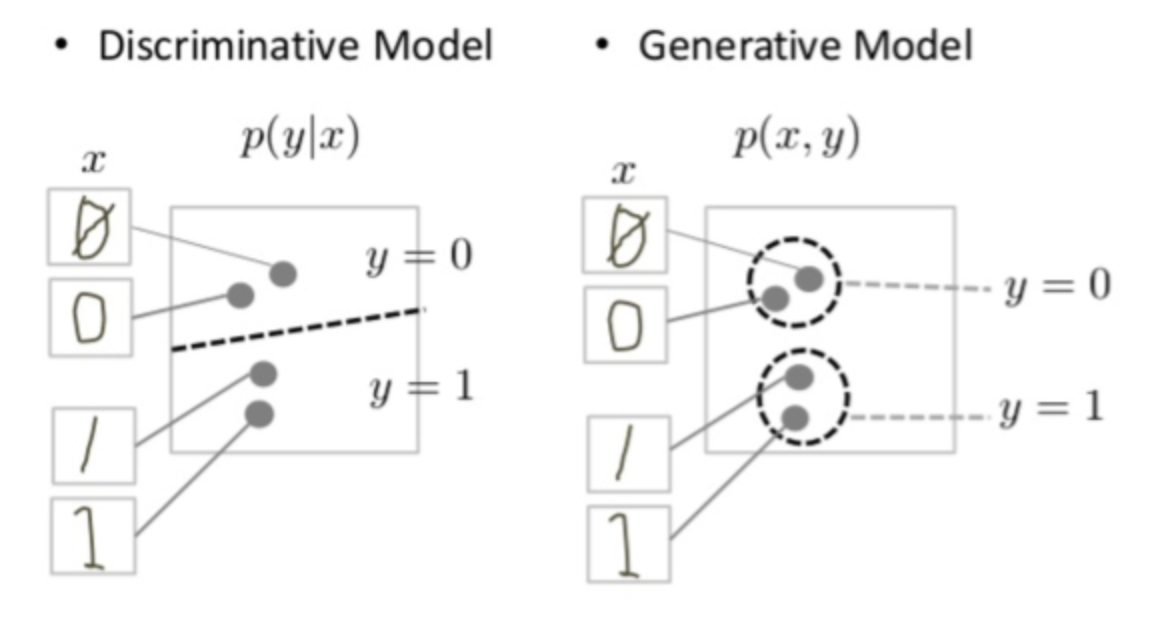 • Discriminative Model
p(y|x)
x
0
0
1
1
y = 0
y = 1
• Generative Model
p(x, y)
x
0
0
1
1
y = 0
y = 1